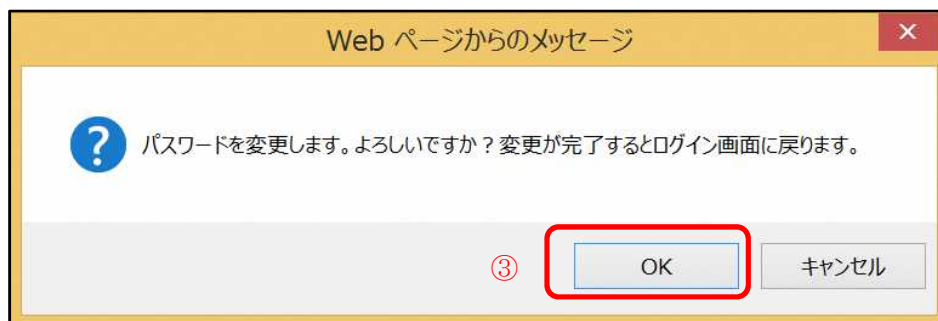 Web ページからのメッセージ
パスワードを変更します。よろしいですか？変更が完了するとログイン画面に戻ります。
③
OK
キャンセル